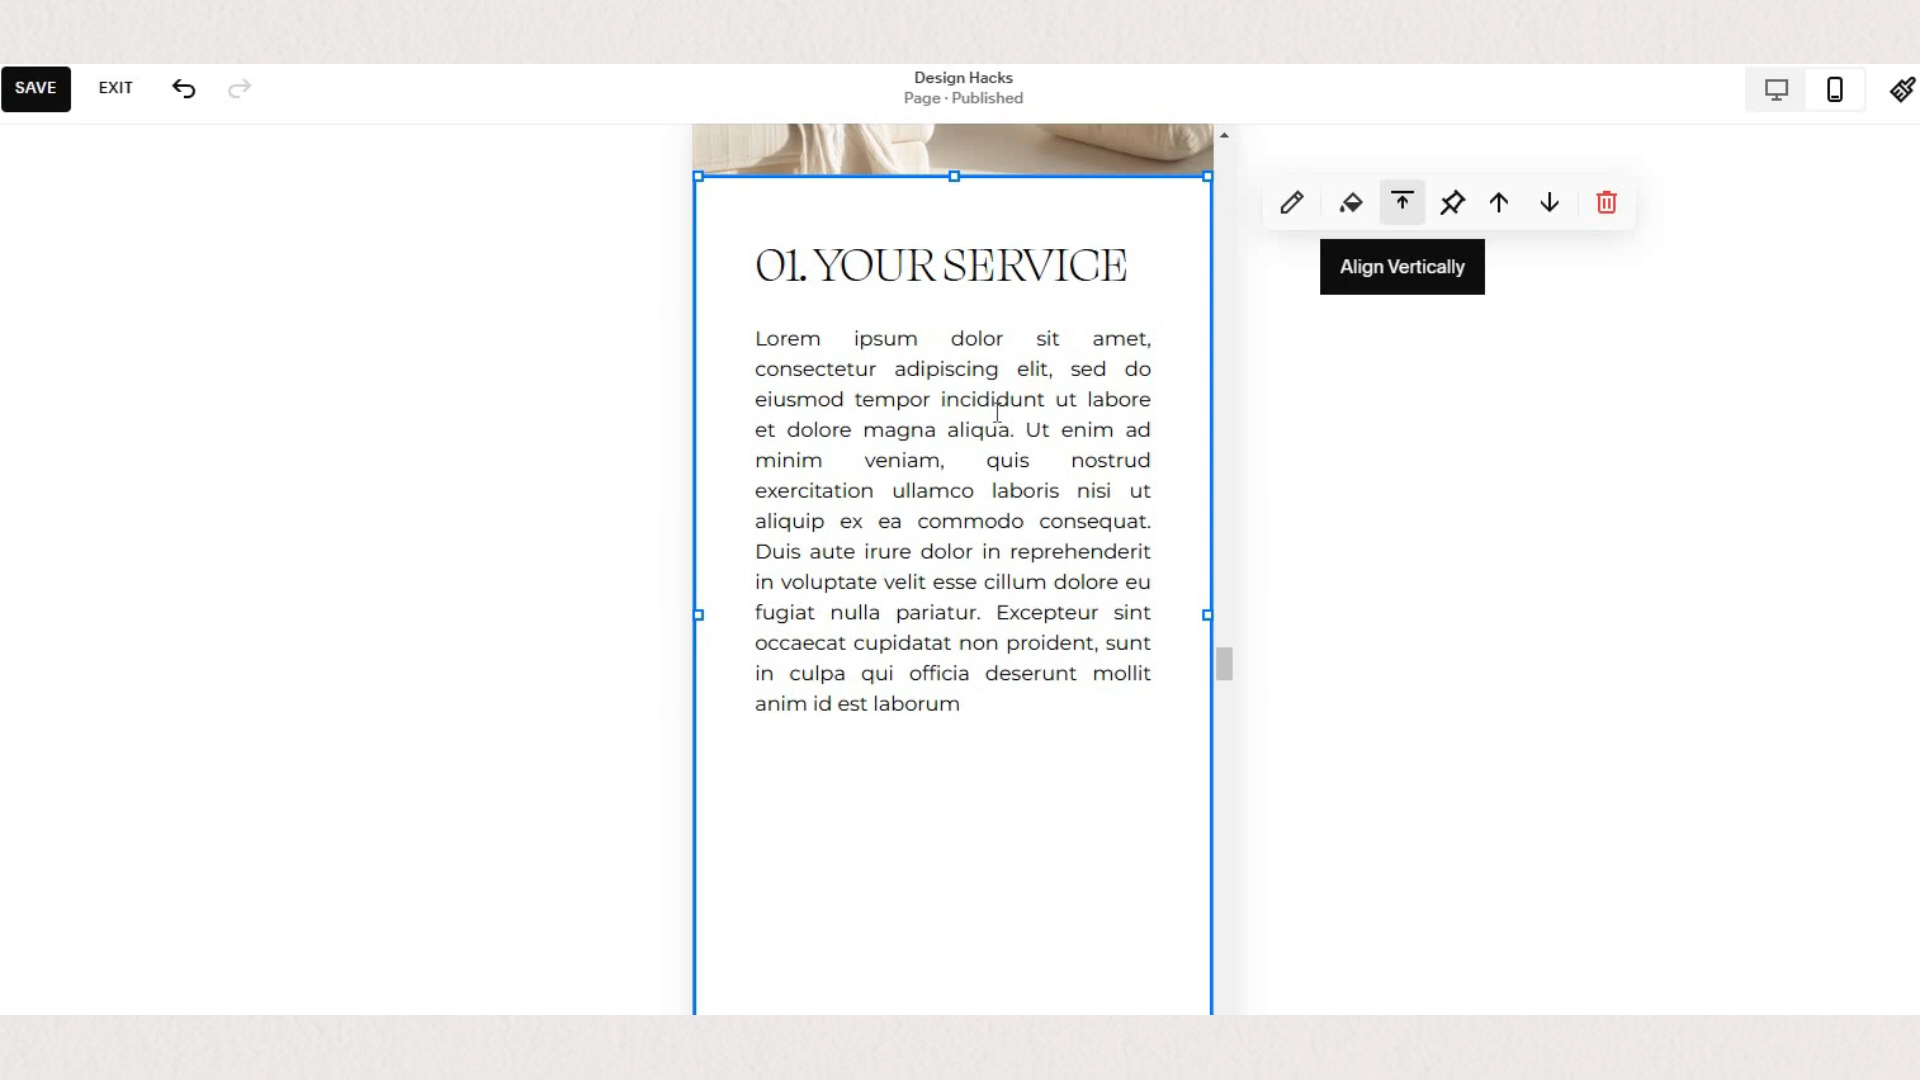 SAVE EXIT
Design Hacks
Page · Published
Align Vertically
01. YOUR SERVICE
Lorem ipsum dolor sit amet,
consectetur adipiscing elit, sed do
eiusmod tempor incididunt ut labore
et dolore magna aliqua. Ut enim ad
minim veniam, quis nostrud
exercitation ullamco laboris nisi ut
aliquip ex ea commodo consequat.
Duis aute irure dolor in reprehenderit
in voluptate velit esse cillum dolore eu
fugiat nulla pariatur. Excepteur sint
occaecat cupidatat non proident, sunt
in culpa qui officia deserunt mollit
anim id est laborum